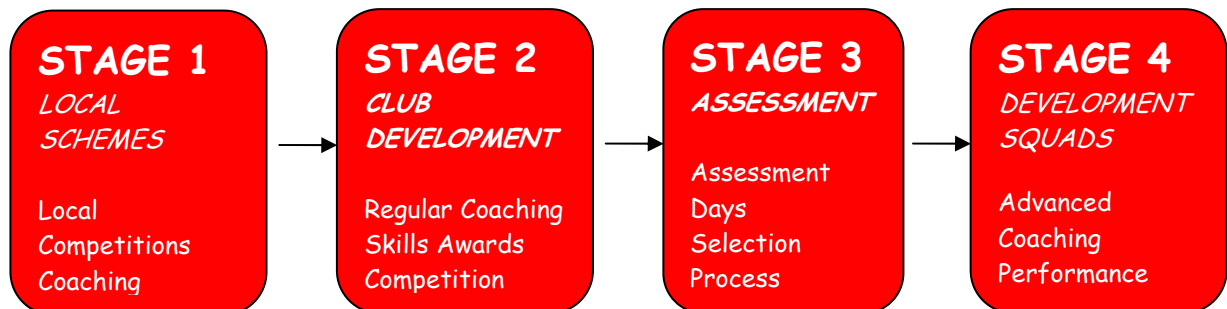 STAGE 1
LOCAL
SCHEMES
Local
Competitions
Coaching
STAGE 2
CLUB
DEVELOPMENT
Regular Coaching
Skills Awards
Competition
STAGE 3
ASSESSMENT
Assessment
Days
Selection
Process
STAGE 4
DEVELOPMENT
SQUADS
Advanced
Coaching
Performance